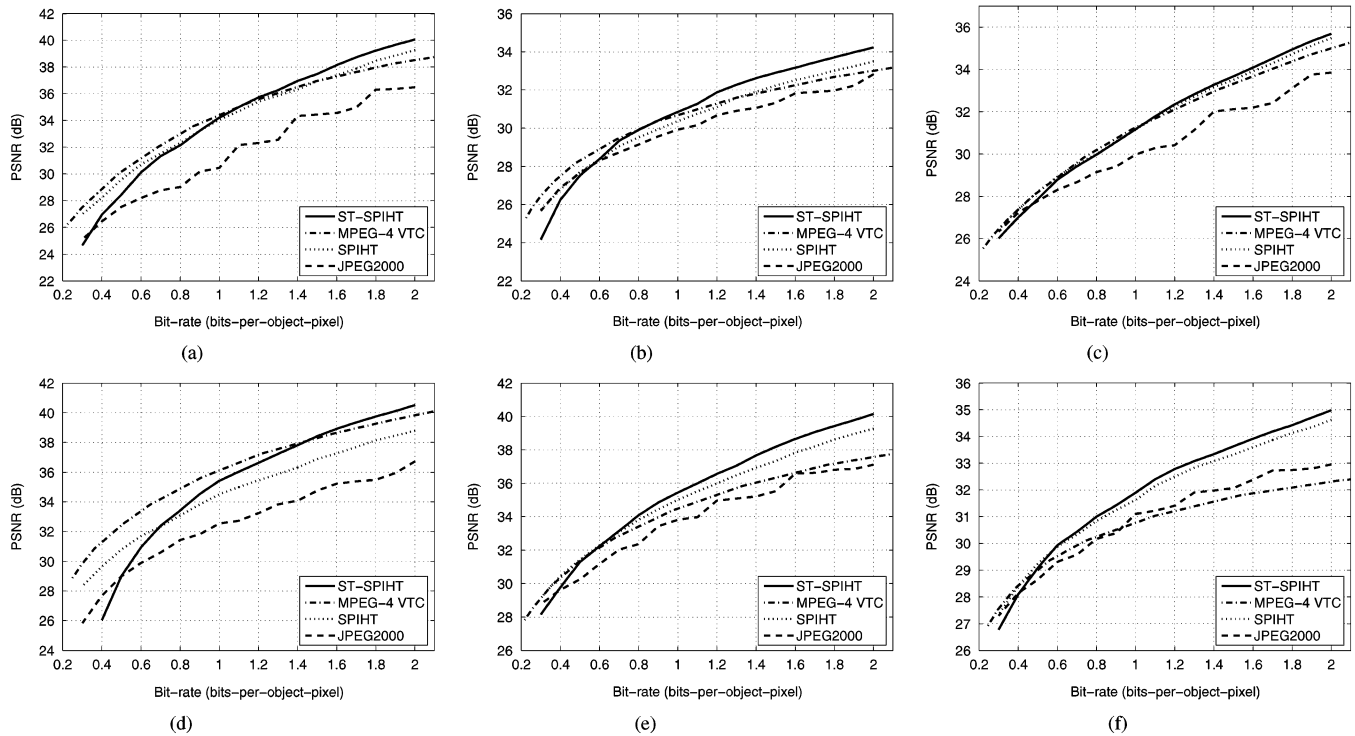 PSNR (dB)
42
40
38
36
34
32
30
28
26
24
22
0.2 0.4 0.6 0.8 1 1.2 1.4 1.6 1.8 2
Bit-rate (bits-per-object-pixel)
ST-SPIHT
MPEG-4 VTC
SPIHT
JPEG2000
(a)
PSNR (dB)
38
36
34
32
30
28
26
24
22
0.2 0.4 0.6 0.8 1 1.2 1.4 1.6 1.8 2
Bit-rate (bits-per-object-pixel)
ST-SPIHT
MPEG-4 VTC
SPIHT
JPEG2000
(b)
PSNR (dB)
36
34
32
30
28
26
24
0.2 0.4 0.6 0.8 1 1.2 1.4 1.6 1.8 2
Bit-rate (bits-per-object-pixel)
ST-SPIHT
MPEG-4 VTC
SPIHT
JPEG2000
(c)
PSNR (dB)
42
40
38
36
34
32
30
28
26
24
0.2 0.4 0.6 0.8 1 1.2 1.4 1.6 1.8 2
Bit-rate (bits-per-object-pixel)
ST-SPIHT
MPEG-4 VTC
SPIHT
JPEG2000
(d)
PSNR (dB)
42
40
38
36
34
32
30
28
26
0.2 0.4 0.6 0.8 1 1.2 1.4 1.6 1.8 2
Bit-rate (bits-per-object-pixel)
ST-SPIHT
MPEG-4 VTC
SPIHT
JPEG2000
(e)
PSNR (dB)
36
35
34
33
32
31
30
29
28
27
26
0.2 0.4 0.6 0.8 1 1.2 1.4 1.6 1.8 2
Bit-rate (bits-per-object-pixel)
ST-SPIHT
MPEG-4 VTC
SPIHT
JPEG2000
(f)